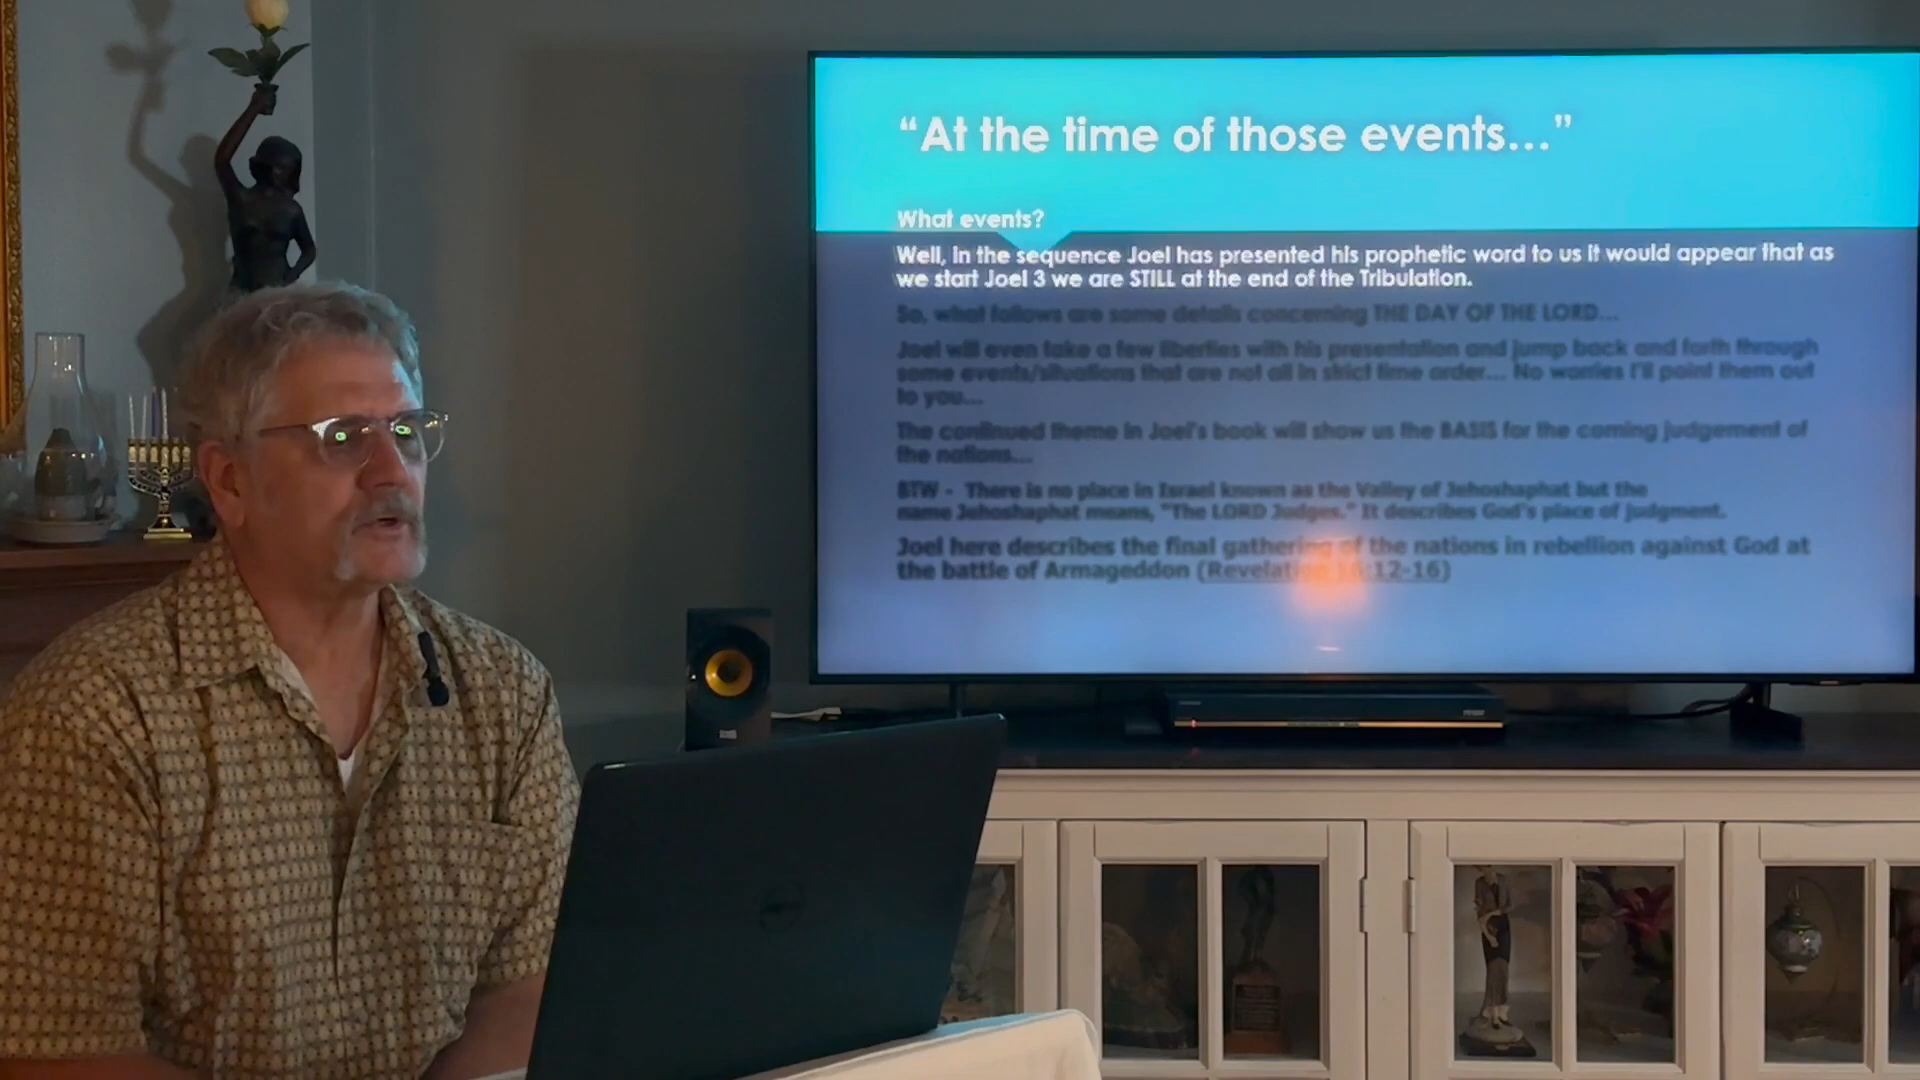 “At the time of those events...”
What events?
Well, in the sequence Joel has presented his prophetic word to us it would appear that as
we start Joel 3 we are STILL at the end of the Tribulation.
So, what follows are some details concerning THE DAY OF THE LORD...
Joel will even take a few liberties with his presentation and jump back and forth through
some events/situations that are not all in strict time order... No worries I'll point them out
to you...
The continued theme in Joel's book will show us the BASIS for the coming judgement of
the nations...
BTW - There is no place in Israel known as the Valley of Jehoshaphat but the
name Jehoshaphat means, "The LORD Judges." It describes God's place of judgment.
Joel here describes the final gathering of the nations in rebellion against God at
the battle of Armageddon (Revelation 16:12-16)